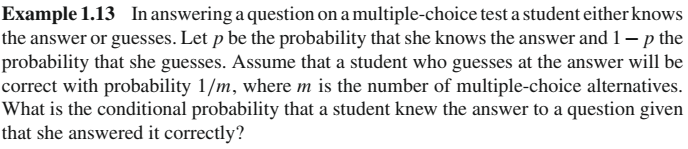 Example 1.13 In answering a question on a multiple-choice test a student either knows
the answer or guesses. Let p be the probability that she knows the answer and 1 − p the
probability that she guesses. Assume that a student who guesses at the answer will be
correct with probability 1/m, where m is the number of multiple-choice alternatives.
What is the conditional probability that a student knew the answer to a question given
that she answered it correctly?